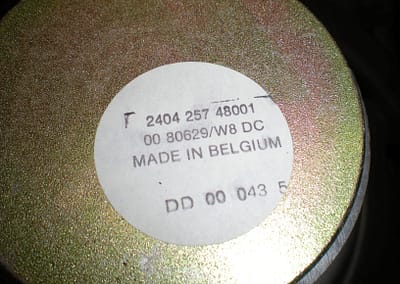 2404 257 48001
00 80629/W8 DC
MADE IN BELGIUM
DD 00 043 5